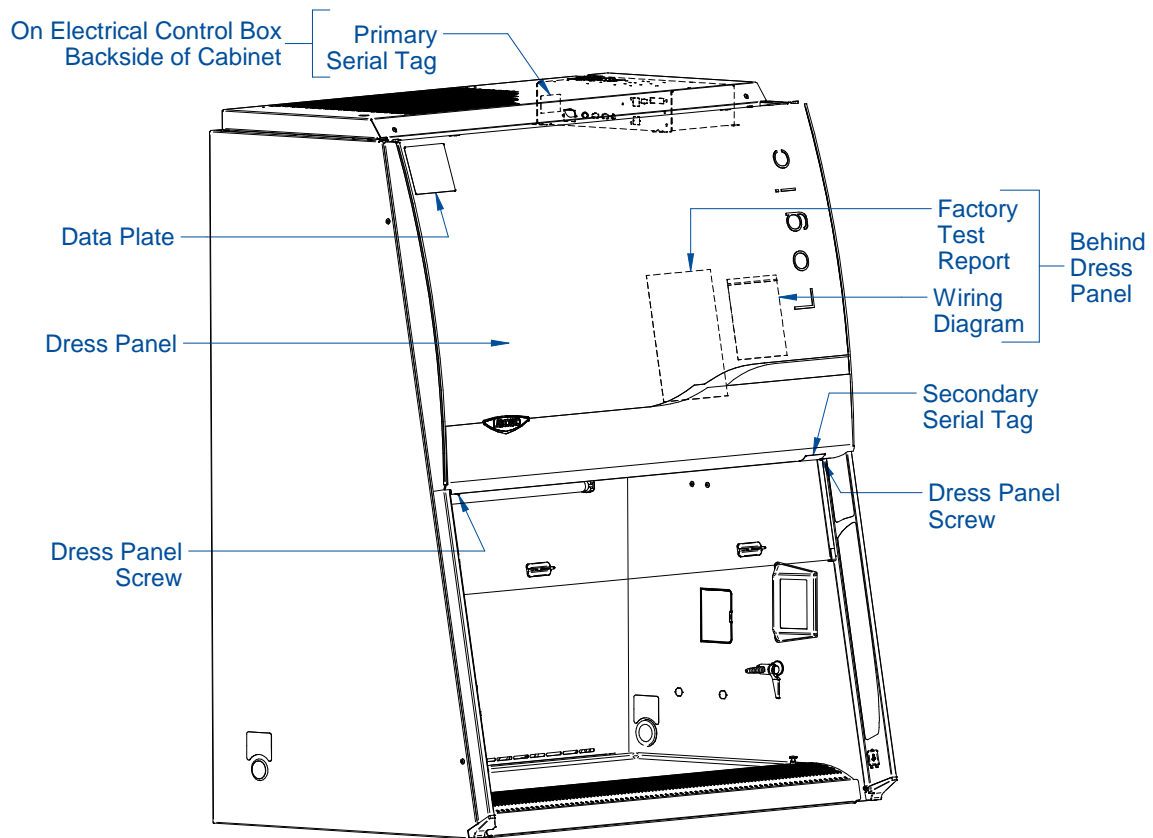 On Electrical Control Box
Backside of Cabinet
Primary
Serial Tag
Data Plate
Factory
Test
Report
Behind
Dress
Panel
Wiring
Diagram
Dress Panel
Secondary
Serial Tag
Dress Panel
Screw
Dress Panel
Screw